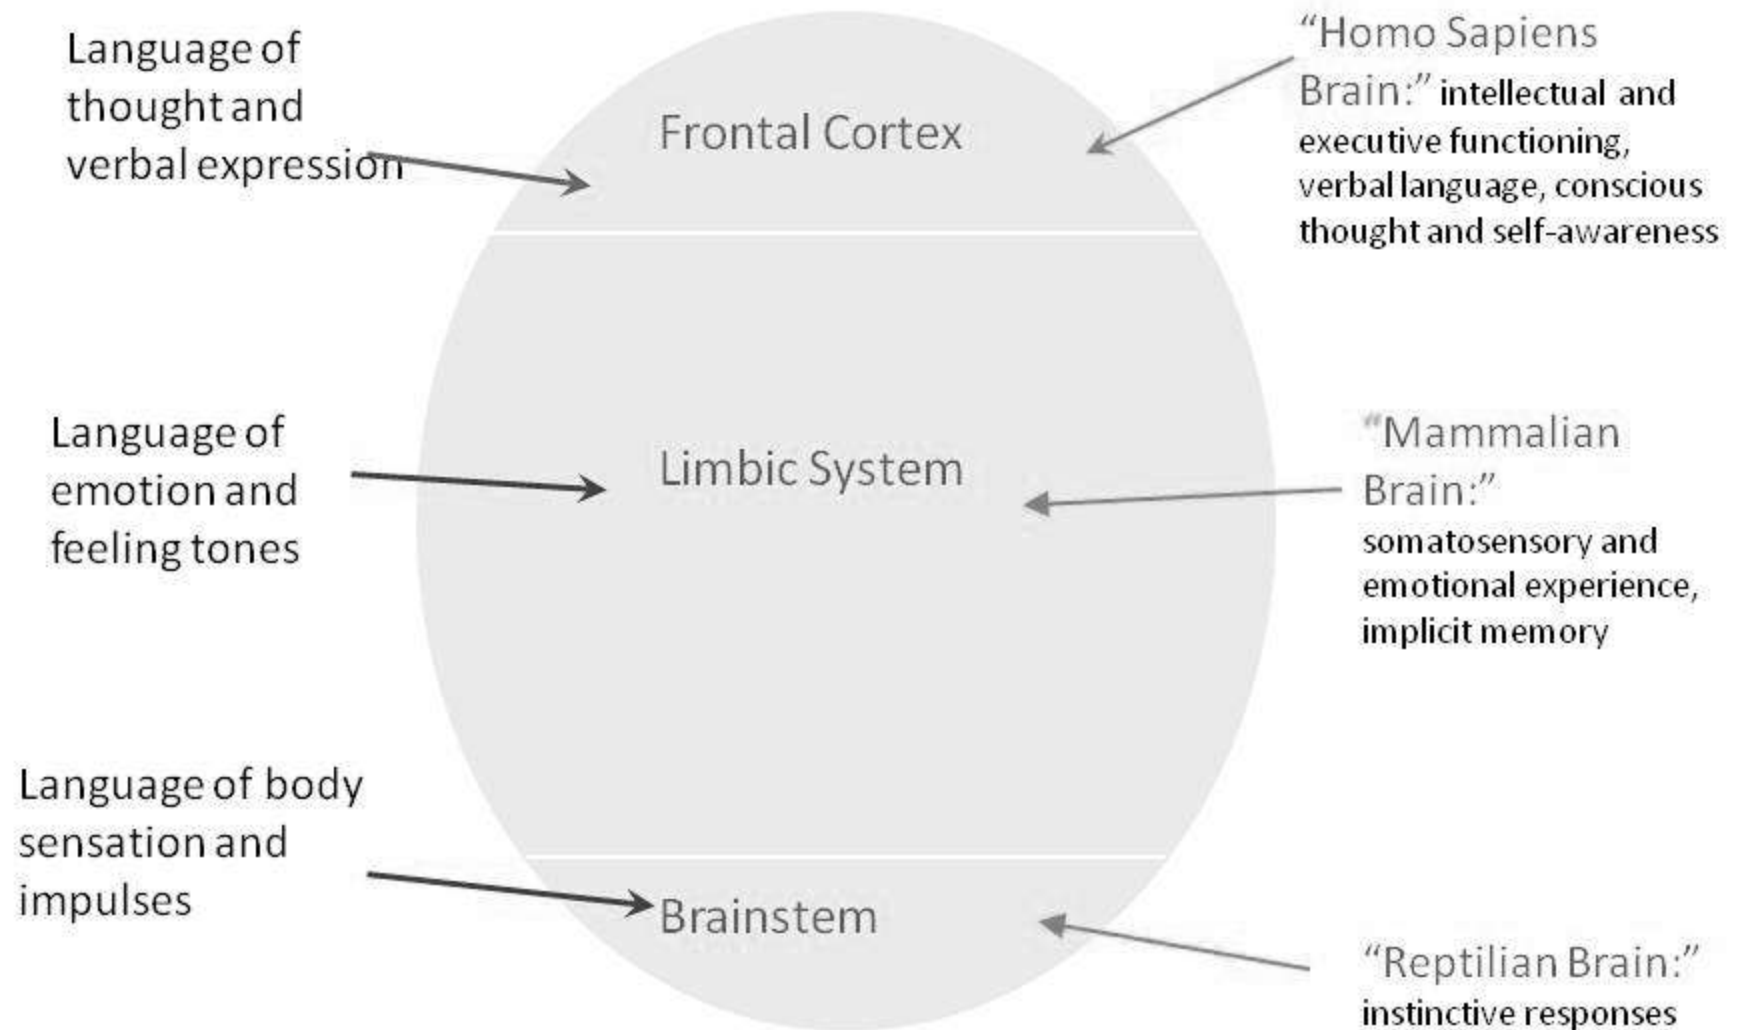 Language of
thought and
verbal expression
Frontal Cortex
“Homo Sapiens
Brain:” intellectual and
executive functioning,
verbal language, conscious
thought and self-awareness
Language of
emotion and
feeling tones
Limbic System
“Mammalian
Brain:”
somatosensory and
emotional experience,
implicit memory
Language of body
sensation and
impulses
Brainstem
“Reptilian Brain:”
instinctive responses